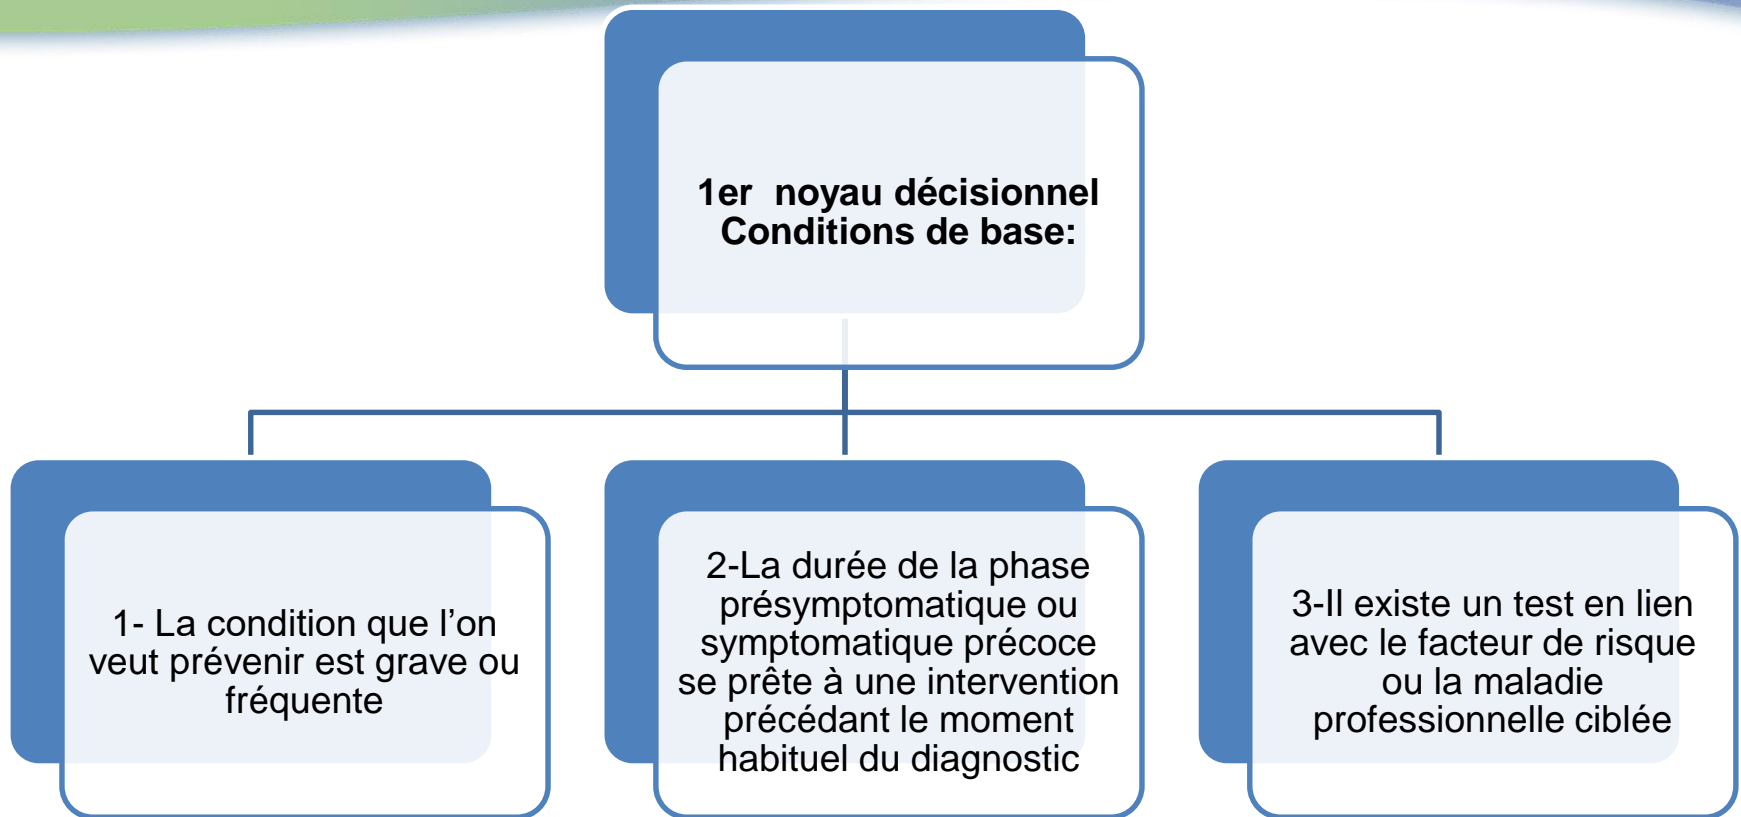 1er  noyau décisionnel
Conditions de base:
1- La condition que l’on
veut prévenir est grave ou
fréquente
2-La durée de la phase
présymptomatique ou
symptomatique précoce
se prête à une intervention
précédant le moment
habituel du diagnostic
3-Il existe un test en lien
avec le facteur de risque
ou la maladie
professionnelle ciblée